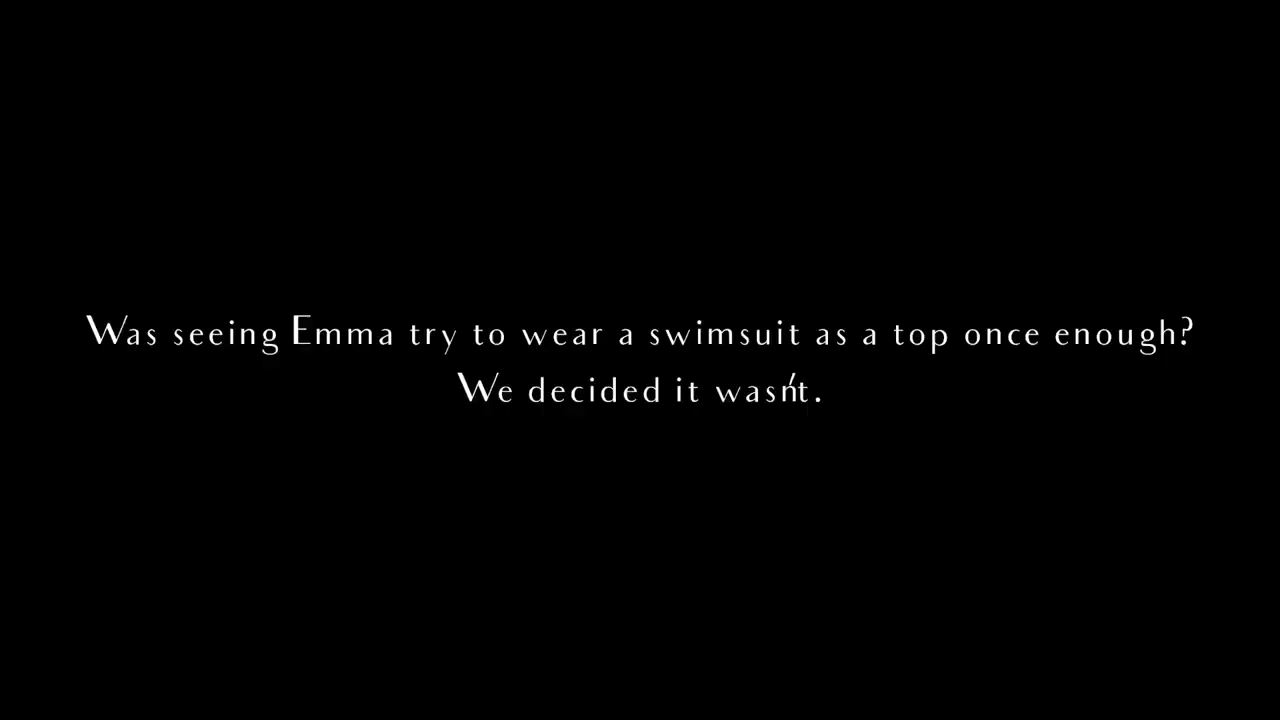 Was seeing Emma try to wear a swimsuit as a top once enough?
We decided it wasn't.